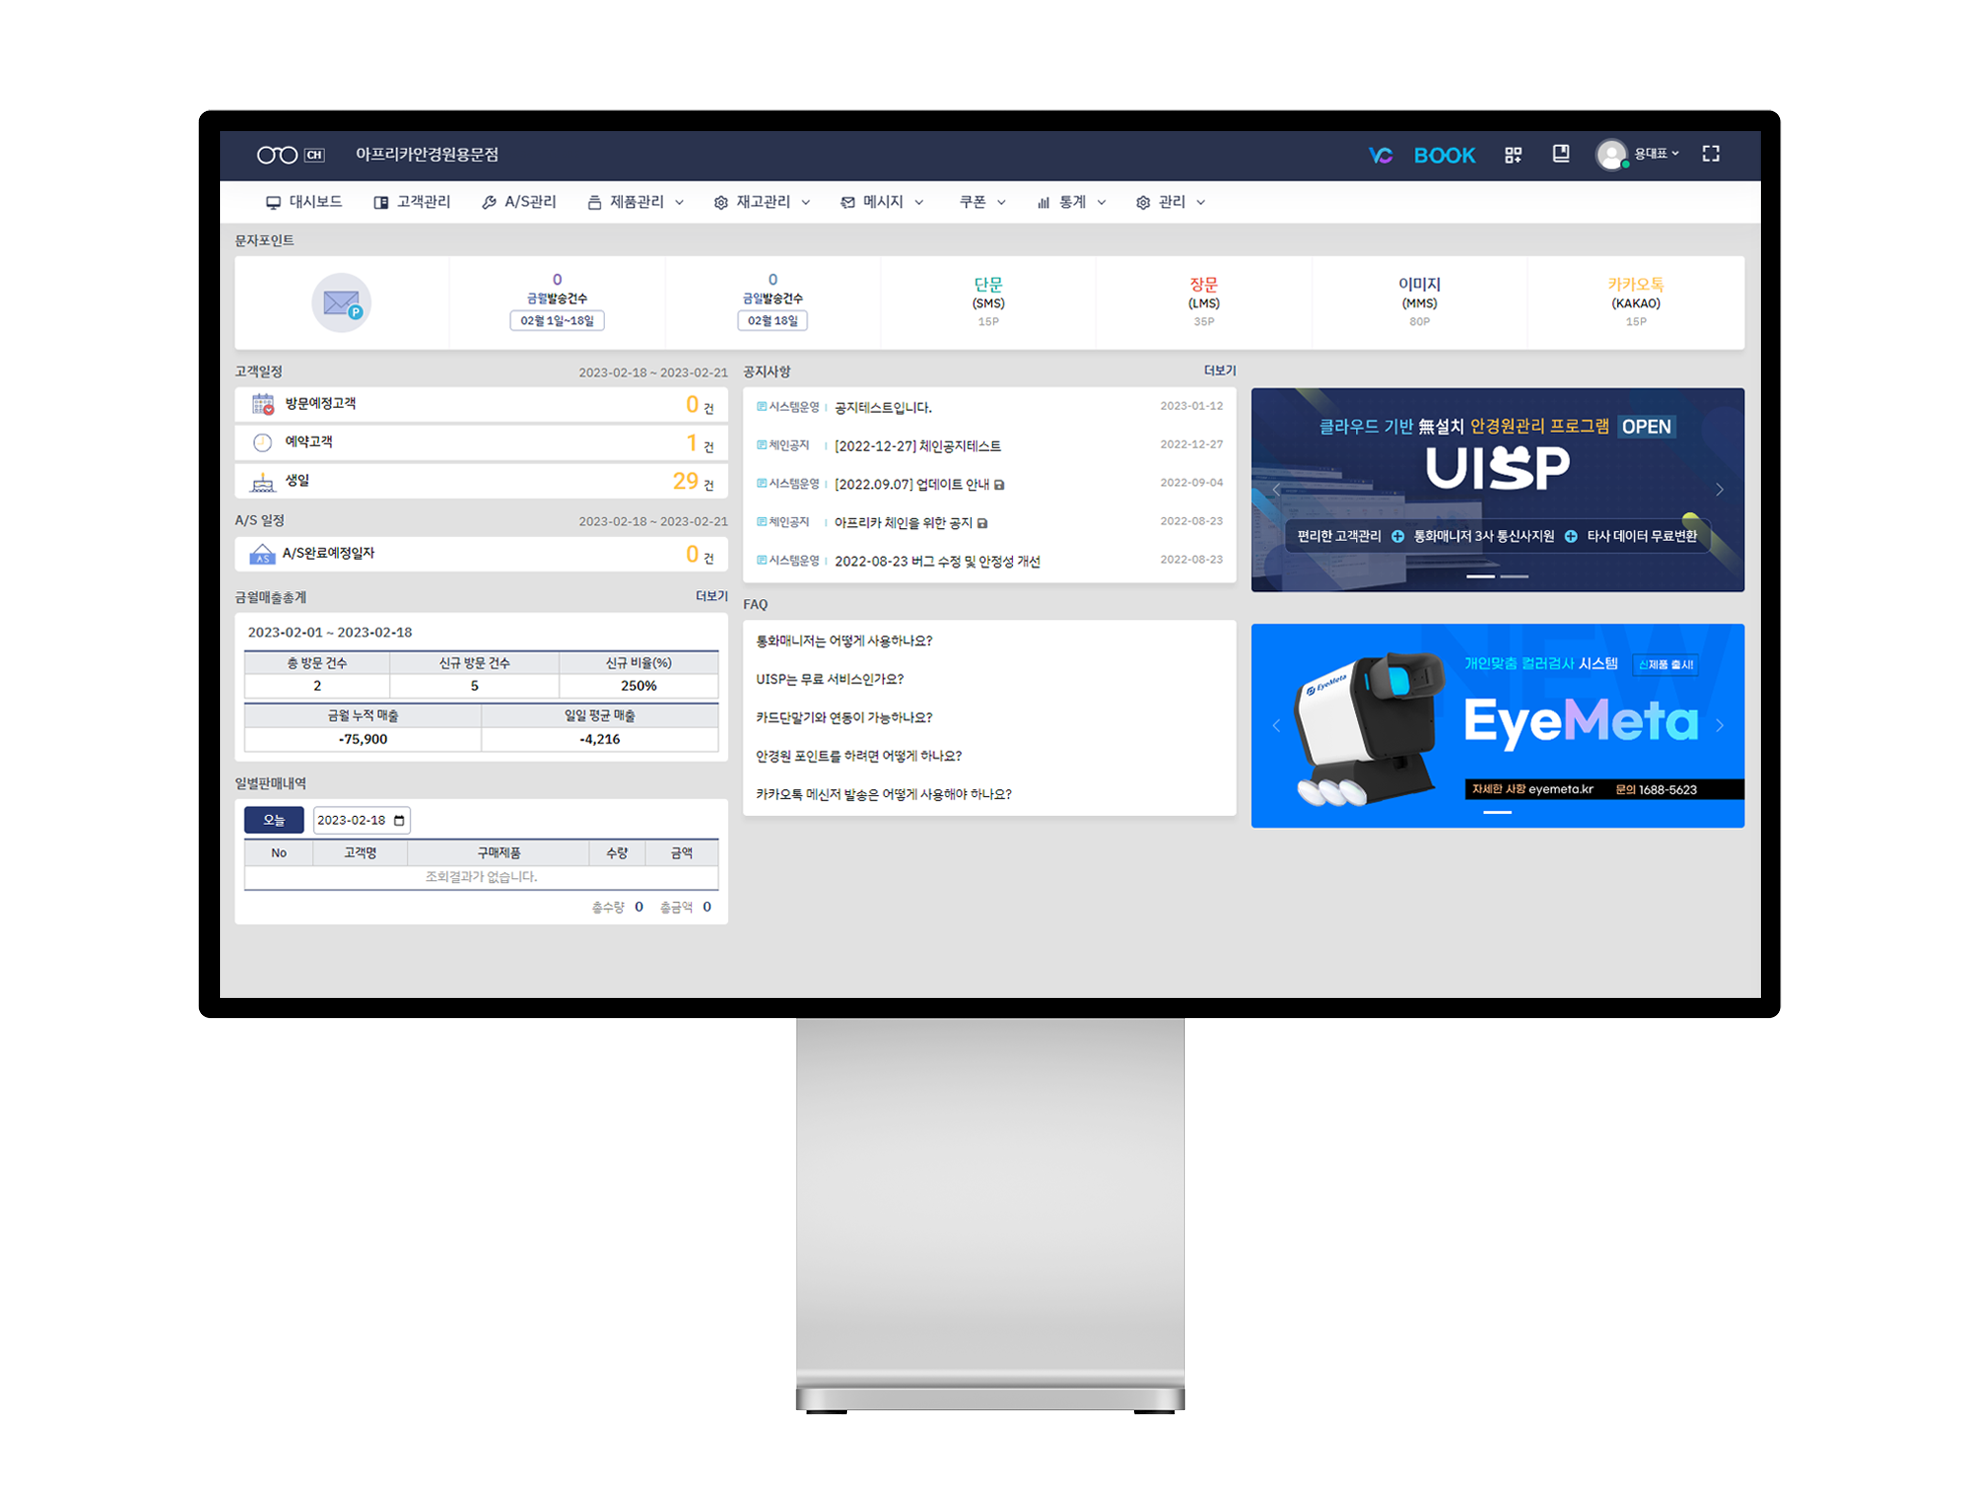 CH 아프리카안경원용문점
VC BOOK 용대표
대시보드 고객관리 A/S관리 제품관리 재고관리 메시지 쿠폰 통계 관리
문자포인트
P
0
금월발송건수
02월 1일~18일
0
금일발송건수
02월 18일
단문
(SMS)
15P
장문
(LMS)
35P
이미지
(MMS)
80P
카카오톡
(KAKAO)
15P
고객일정 2023-02-18 ~ 2023-02-21
방문예정고객 0 건
예약고객 1 건
생일 29 건
A/S 일정 2023-02-18 ~ 2023-02-21
AS A/S완료예정일자 0 건
금월매출총계 더보기
2023-02-01 ~ 2023-02-18
총 방문 건수 신규 방문 건수 신규 비율(%)
2 5 250%
금월 누적 매출 일일 평균 매출
-75,900 -4,216
일별판매내역
오늘 2023-02-18
No 고객명 구매제품 수량 금액
조회결과가 없습니다.
총수량 0 총금액 0
공지사항 더보기
시스템운영 공지테스트입니다. 2023-01-12
체인공지 [2022-12-27] 체인공지테스트 2022-12-27
시스템운영 [2022.09.07] 업데이트 안내 2022-09-04
체인공지 아프리카 체인을 위한 공지 2022-08-23
시스템운영 2022-08-23 버그 수정 및 안정성 개선 2022-08-23
FAQ
통화매니저는 어떻게 사용하나요?
UISP는 무료 서비스인가요?
카드단말기와 연동이 가능하나요?
안경원 포인트를 하려면 어떻게 하나요?
카카오톡 메신저 발송은 어떻게 사용해야 하나요?
클라우드 기반 無설치 안경원관리 프로그램 OPEN
UISP
편리한 고객관리 통화매니저 3사 통신사지원 타사 데이터 무료변환
NEW
개인맞춤 컬러검사 시스템 신제품 출시!
EyeMeta
EyeMeta
자세한 사항 eyemeta.kr 문의 1688-5623